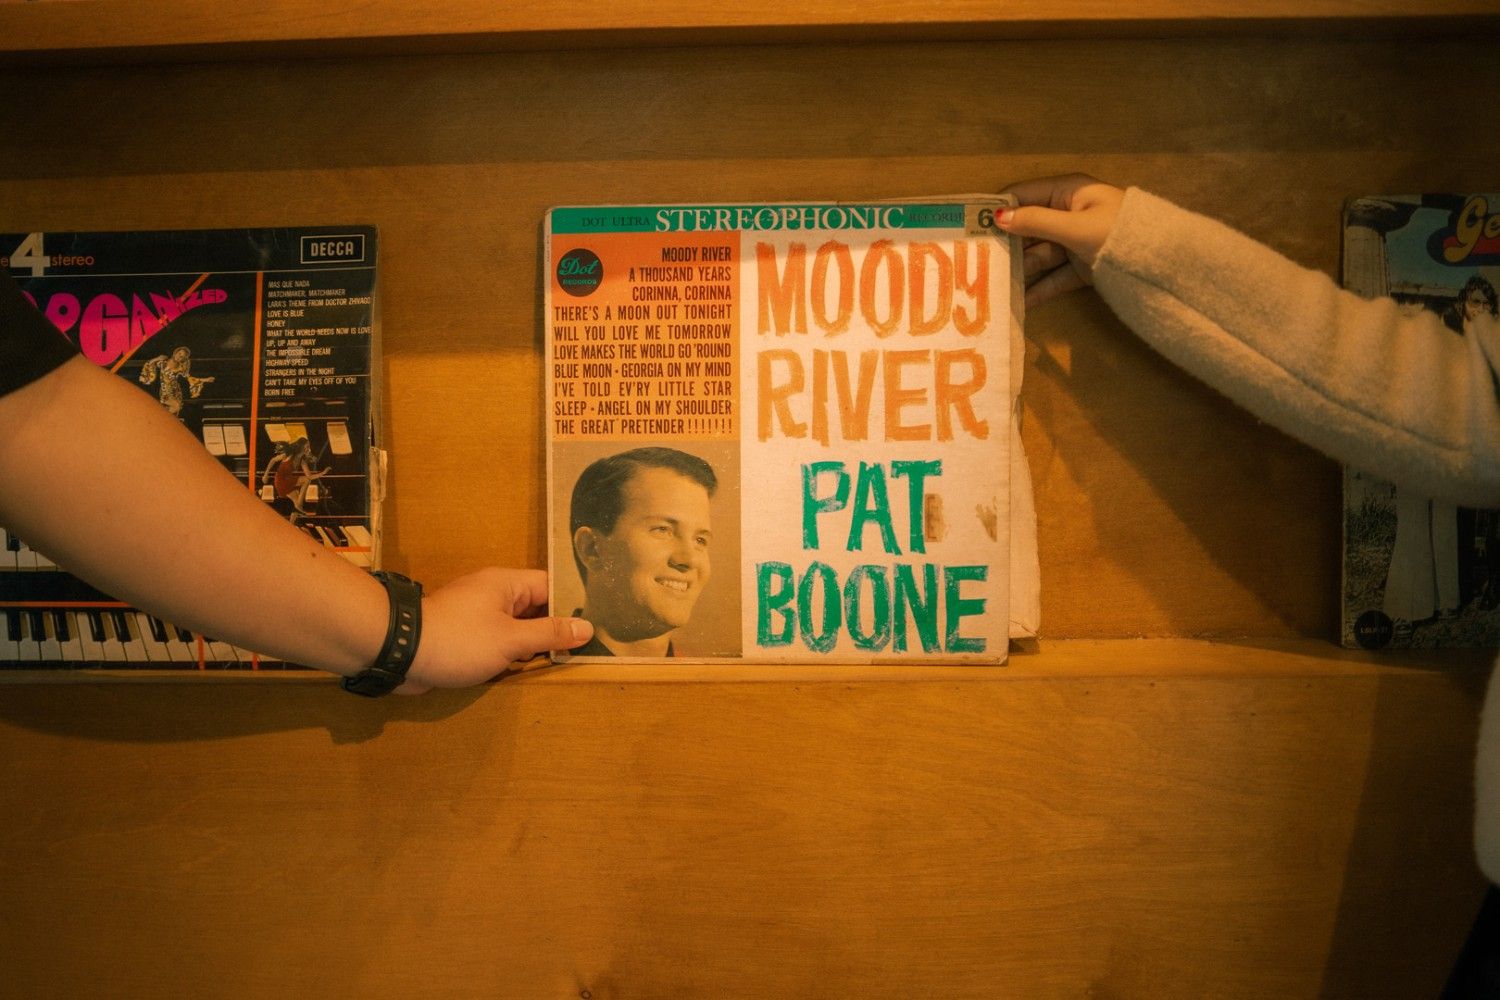 4 stereo
DECCA
ORGANIZED
MAS QUE NADA
MATCHMAKER, MATCHMAKER
LARA'S THEME FROM DOCTOR ZHIVAGO
LOVE IS BLUE
HONEY
WHAT THE WORLD NEEDS NOW IS LOVE
UP, UP AND AWAY
THE IMPOSSIBLE DREAM
HIGHWAY SPEED
STRANGERS IN THE NIGHT
CAN'T TAKE MY EYES OFF OF YOU
BORN FREE
DOT ULTRA STEREOPHONIC
Dot
RECORDS
MOODY RIVER
A THOUSAND YEARS
CORINNA, CORINNA
THERE'S A MOON OUT TONIGHT
WILL YOU LOVE ME TOMORROW
LOVE MAKES THE WORLD GO 'ROUND
BLUE MOON • GEORGIA ON MY MIND
I'VE TOLD EV'RY LITTLE STAR
SLEEP • ANGEL ON MY SHOULDER
THE GREAT PRETENDER!!!!!!!
MOODY
RIVER
PAT
BOONE
Ge